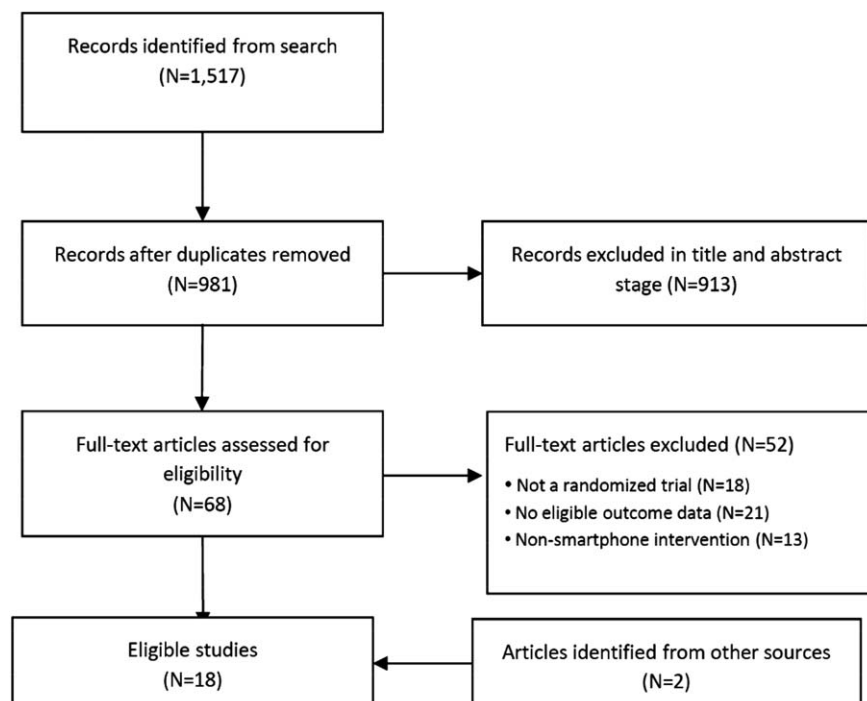 Records identified from search
(N=1,517)
Records after duplicates removed
(N=981)
Records excluded in title and abstract
stage (N=913)
Full-text articles assessed for
eligibility
(N=68)
Full-text articles excluded (N=52)
• Not a randomized trial (N=18)
• No eligible outcome data (N=21)
• Non-smartphone intervention (N=13)
Eligible studies
(N=18)
Articles identified from other sources
(N=2)